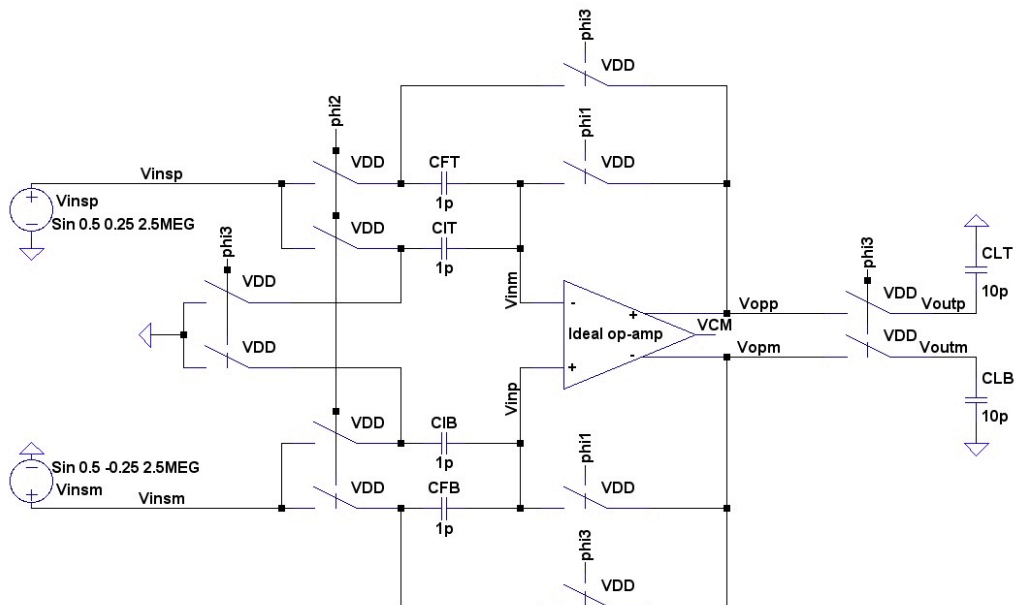 phi3
VDD
phi2
phi1
VDD
VDD
CFT
1p
Vinsp
Vinsp
Sin 0.5 0.25 2.5MEG
VDD
CIT
1p
phi3
VDD
VDD
Vinm
-
+
Ideal op-amp
-
+
VCM
Vopp
Vopm
phi3
VDD
VDD
Voutp
Voutm
CLT
10p
CLB
10p
Vinp
VDD
CIB
1p
phi1
VDD
Sin 0.5 -0.25 2.5MEG
Vinsm
Vinsm
VDD
CFB
1p
phi3
VDD